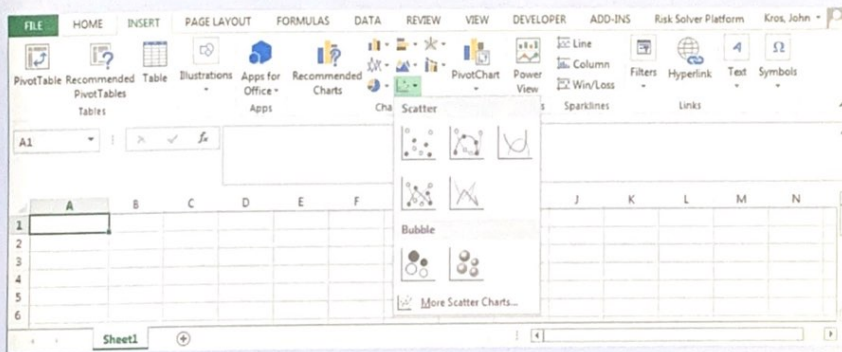 FILE HOME INSERT PAGE LAYOUT FORMULAS DATA REVIEW VIEW DEVELOPER ADD-INS Risk Solver Platform Kros, John
PivotTable Recommended PivotTables Table
Tables
Illustrations
Apps for Office
Apps
Recommended Charts
PivotChart
Cha
Power View
s
Line
Column
Win/Loss
Sparklines
Filters
Hyperlink
Links
Text
Symbols
Scatter
Bubble
More Scatter Charts...
A1 fx
A B C D E F J K L M N
1
2
3
4
5
6
Sheet1